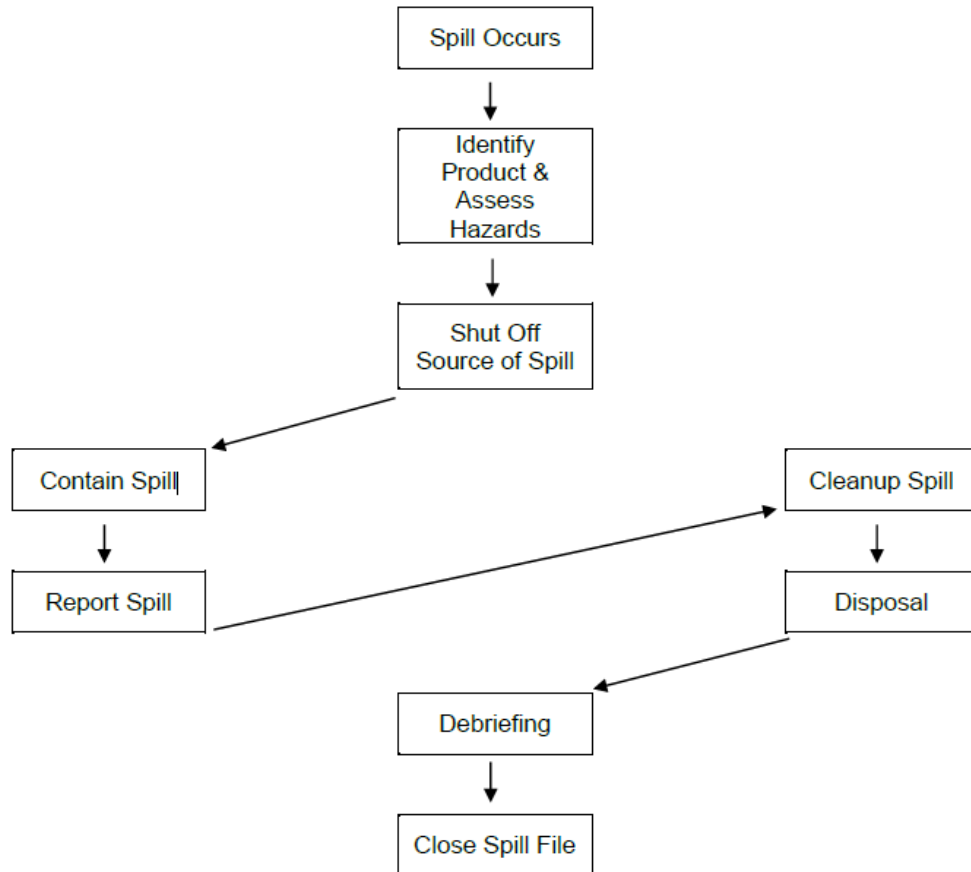 Spill Occurs
Identify
Product &
Assess
Hazards
Shut Off
Source of Spill
Contain Spill
Report Spill
Cleanup Spill
Disposal
Debriefing
Close Spill File